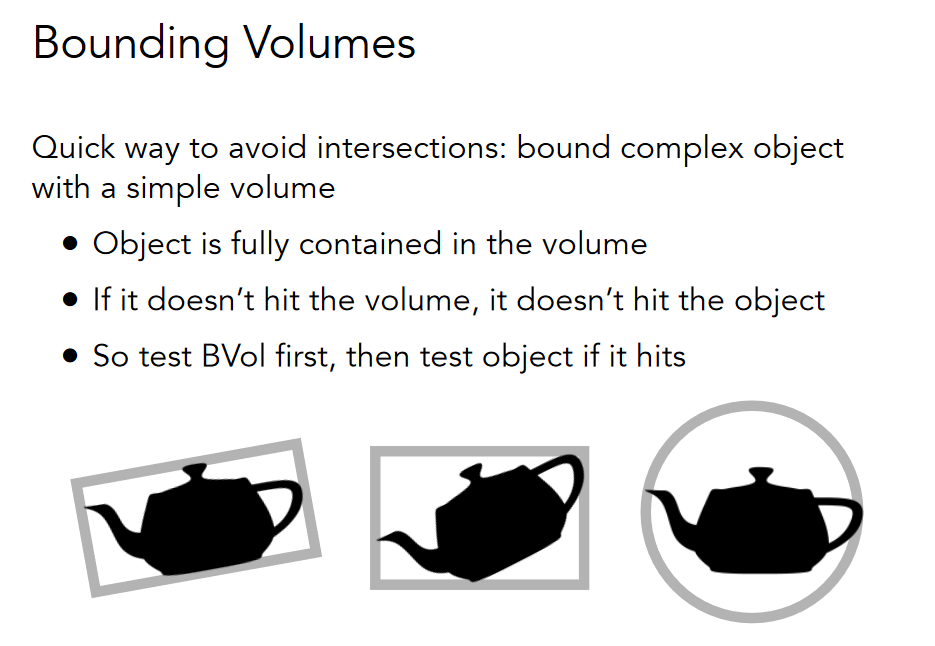 Bounding Volumes
Quick way to avoid intersections: bound complex object
with a simple volume
• Object is fully contained in the volume
• If it doesn’t hit the volume, it doesn’t hit the object
• So test BVol first, then test object if it hits